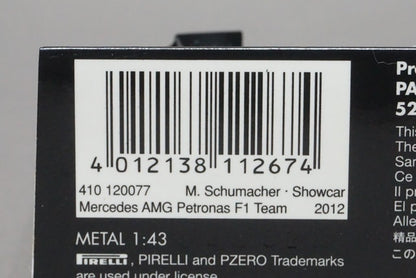 4 012138 112674
410 120077 M. Schumacher · Showcar
Mercedes AMG Petronas F1 Team 2012
METAL 1:43
PIRELLI, PIRELLI and PZERO Trademarks
are used under license.
Pr
PA
52
This
The
San
Ce
Il p
El p
Alle
精品